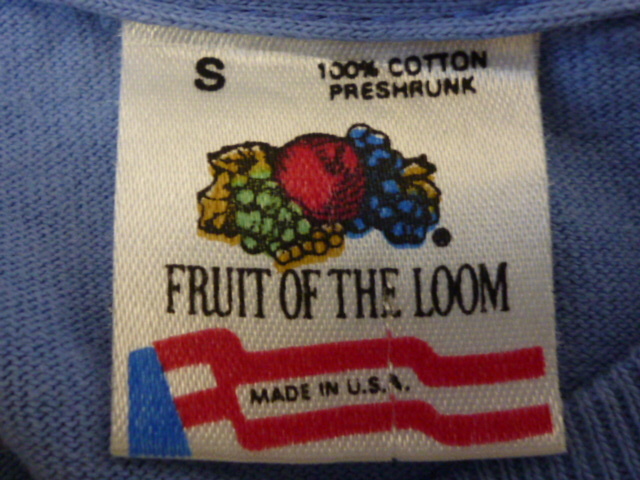 S
100% COTTON
PRESHRUNK
FRUIT OF THE LOOM
MADE IN U.S.A.